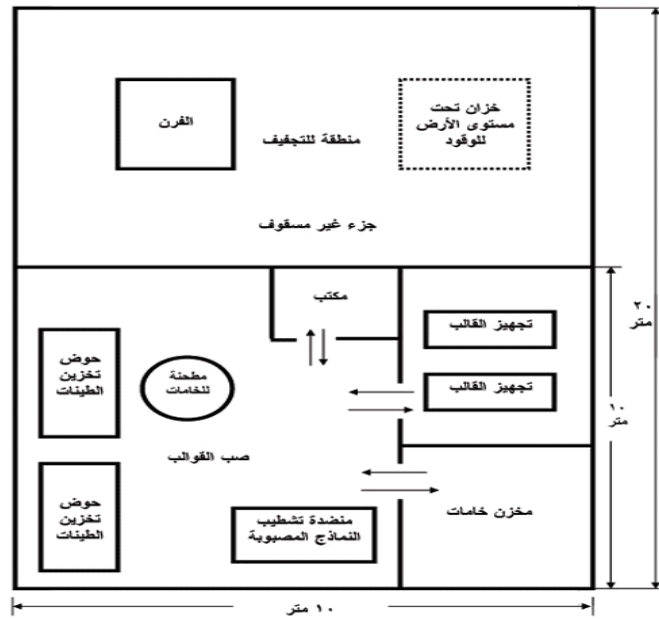 خزان تحت
مستوى الأرض
للوقود
الفرن
منطقة للتجفيف
جزء غير مسقوف
مكتب
٢٠
متر
تجهيز القالب
حوض
تخزين
الطينات
مطحنة
للخامات
تجهيز القالب
١٠
متر
صب القوالب
حوض
تخزين
الطينات
منضدة تشطيب
النماذج المصبوبة
مخزن خامات
١٠ متر